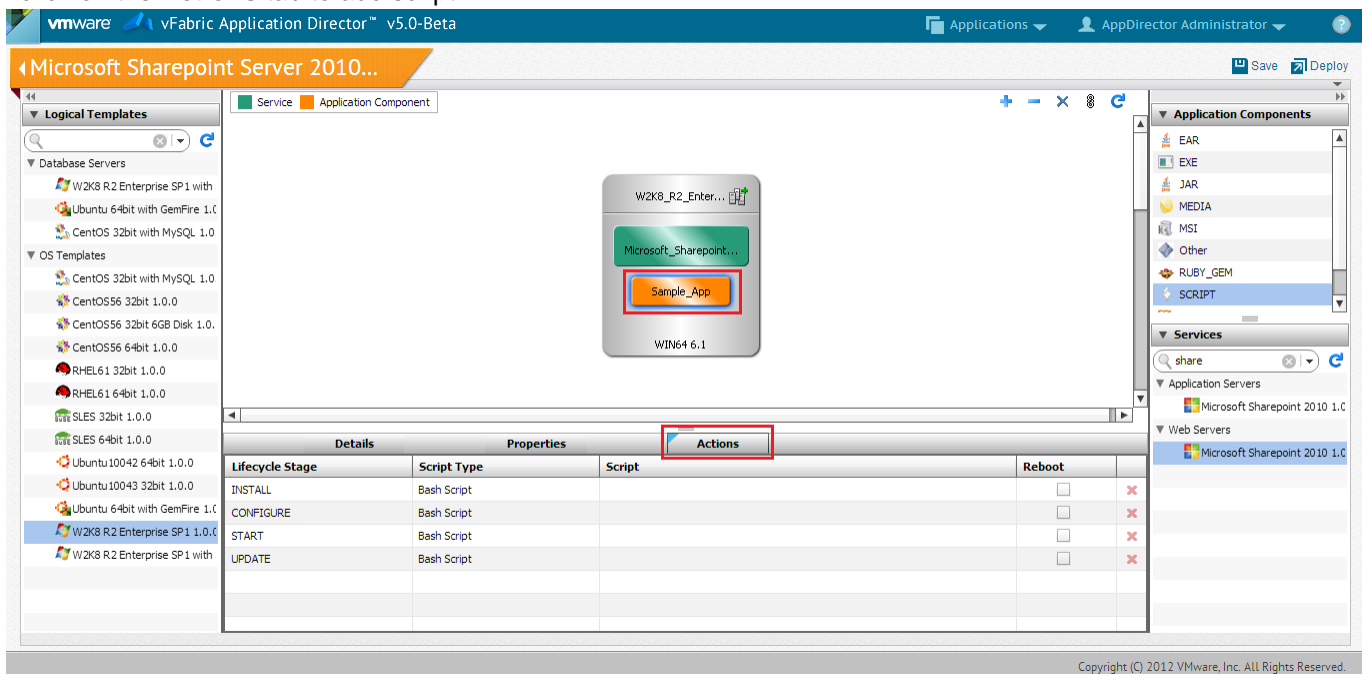 vmware vFabric Application Director™ v5.0-Beta
Applications
AppDirector Administrator
?
Microsoft Sharepoint Server 2010...
Save
Deploy
Logical Templates
Database Servers
W2K8 R2 Enterprise SP1 with
Ubuntu 64bit with GemFire 1.0
CentOS 32bit with MySQL 1.0
OS Templates
CentOS 32bit with MySQL 1.0
CentOS56 32bit 1.0.0
CentOS56 32bit 6GB Disk 1.0.
CentOS56 64bit 1.0.0
RHEL61 32bit 1.0.0
RHEL61 64bit 1.0.0
SLES 32bit 1.0.0
SLES 64bit 1.0.0
Ubuntu10042 64bit 1.0.0
Ubuntu10043 32bit 1.0.0
Ubuntu 64bit with GemFire 1.0
W2K8 R2 Enterprise SP1 1.0.0
W2K8 R2 Enterprise SP1 with
Service
Application Component
W2K8_R2_Enter...
Microsoft_Sharepoint...
Sample_App
WIN64 6.1
Details
Properties
Actions
Lifecycle Stage Script Type Script Reboot
INSTALL Bash Script
CONFIGURE Bash Script
START Bash Script
UPDATE Bash Script
Application Components
EAR
EXE
JAR
MEDIA
MSI
Other
RUBY_GEM
SCRIPT
Services
share
Application Servers
Microsoft Sharepoint 2010 1.0
Web Servers
Microsoft Sharepoint 2010 1.0
Copyright (C) 2012 VMware, Inc. All Rights Reserved.